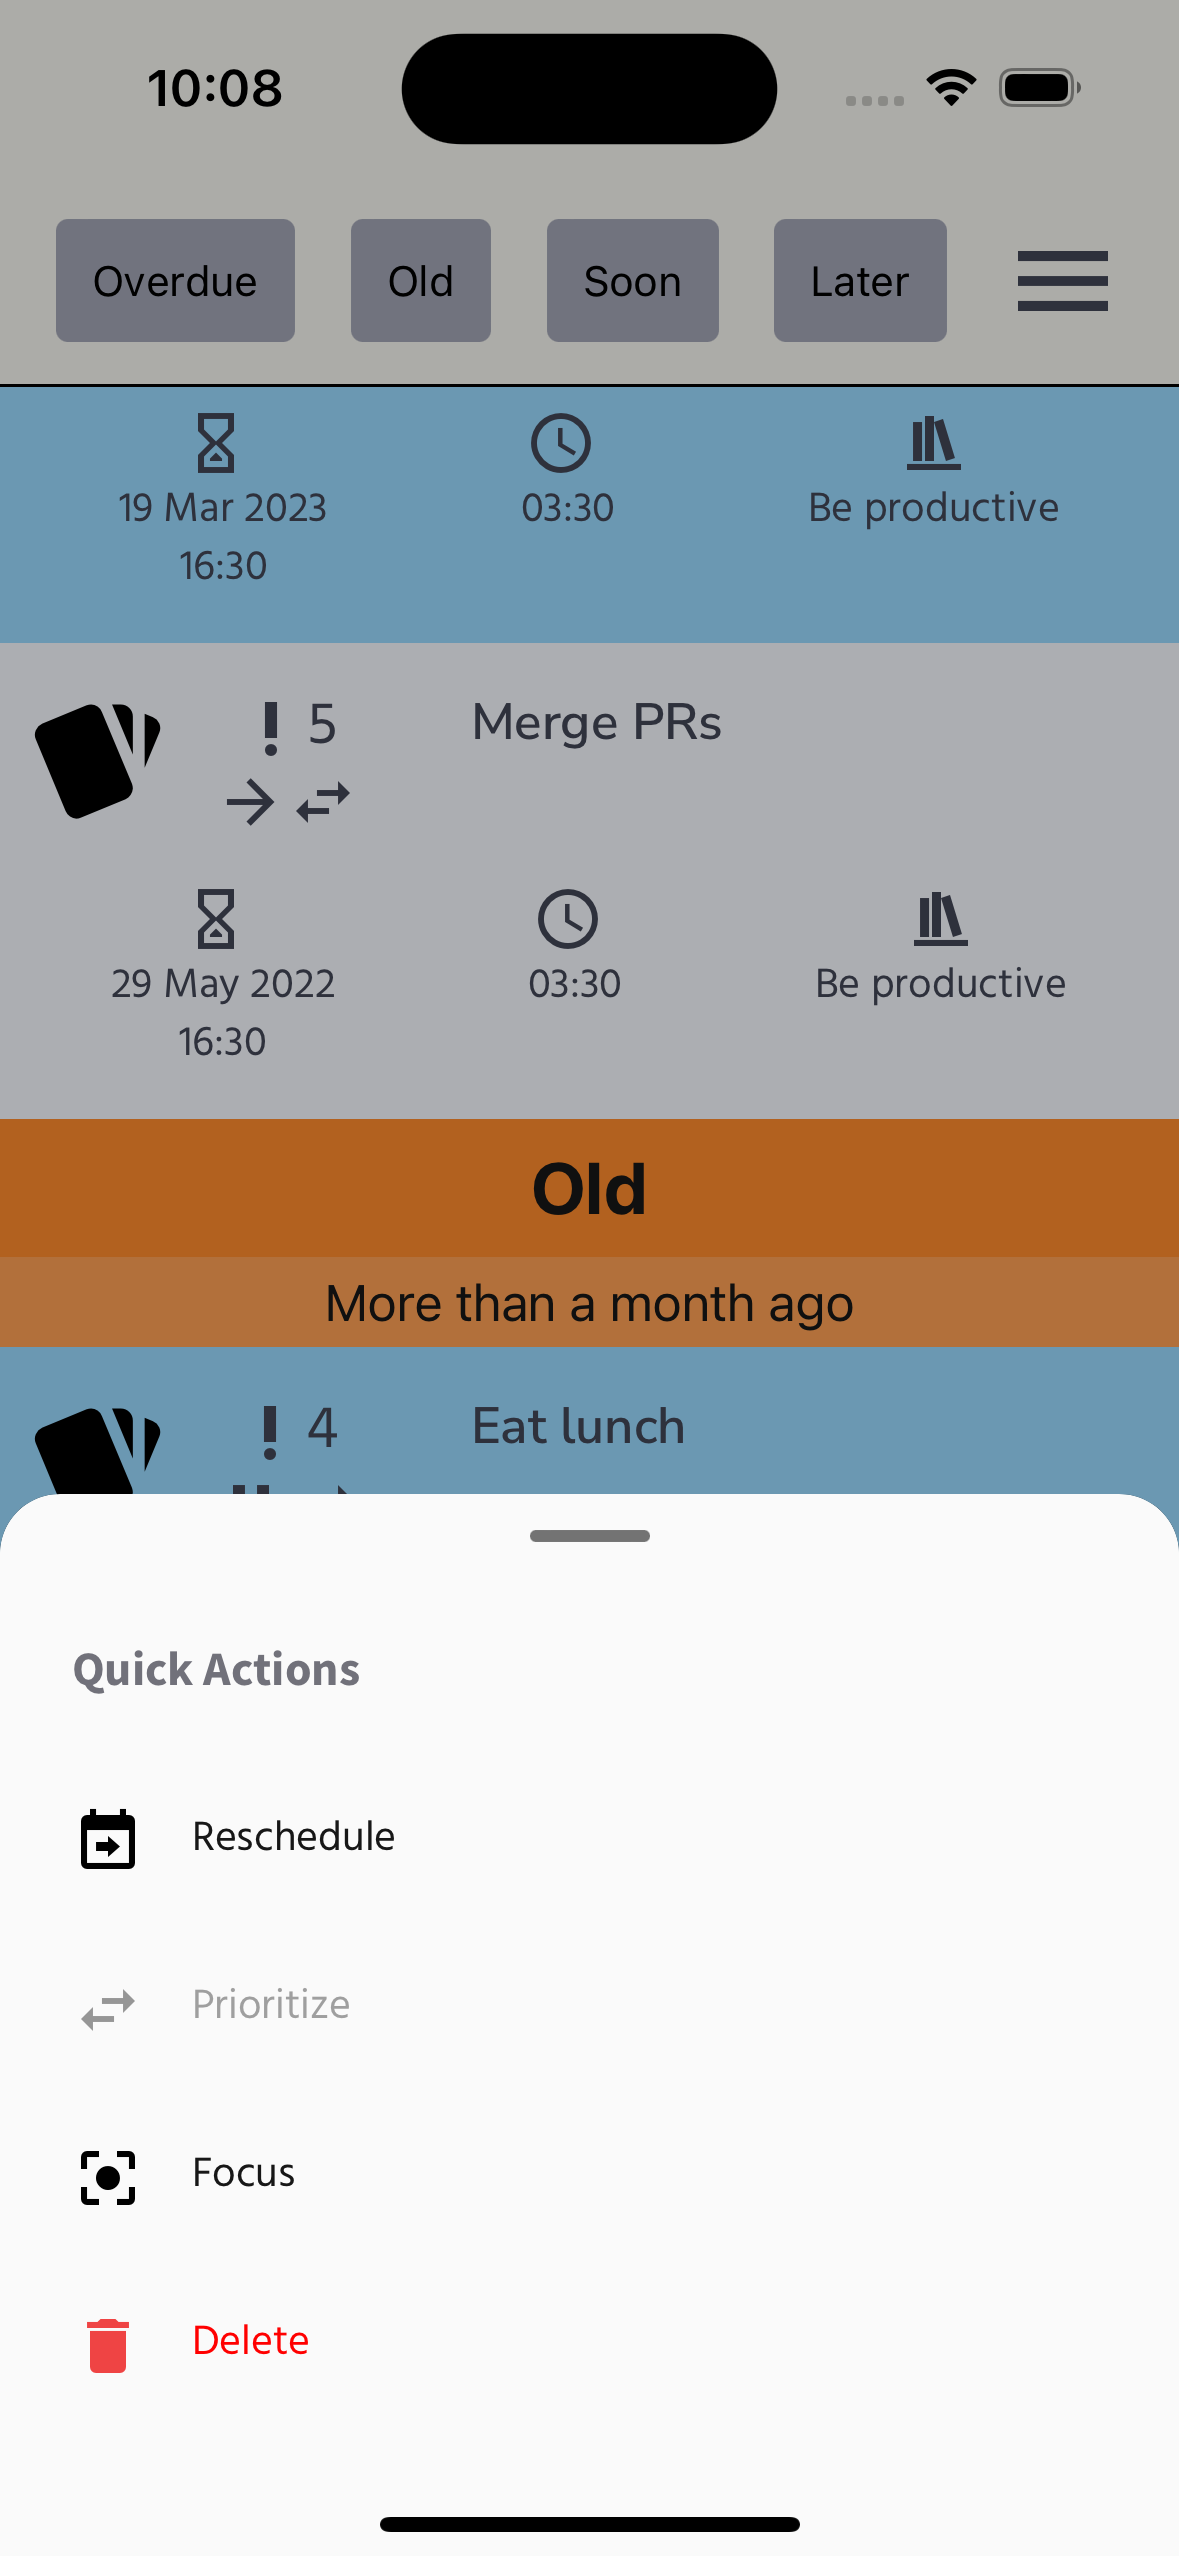 10:08
Overdue Old Soon Later
19 Mar 2023 03:30 Be productive
16:30
5 Merge PRs
29 May 2022 03:30 Be productive
16:30
Old
More than a month ago
4 Eat lunch
Quick Actions
Reschedule
Prioritize
Focus
Delete